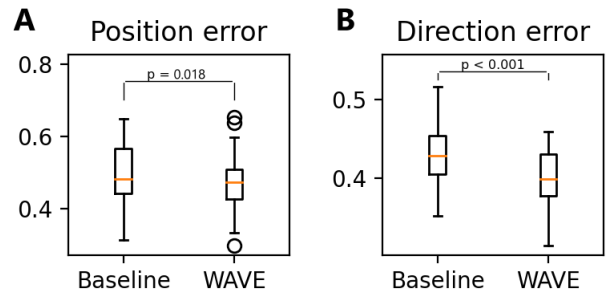 A
Position error
0.8
0.6
0.4
p = 0.018
Baseline
WAVE
B
Direction error
0.5
0.4
p < 0.001
Baseline
WAVE